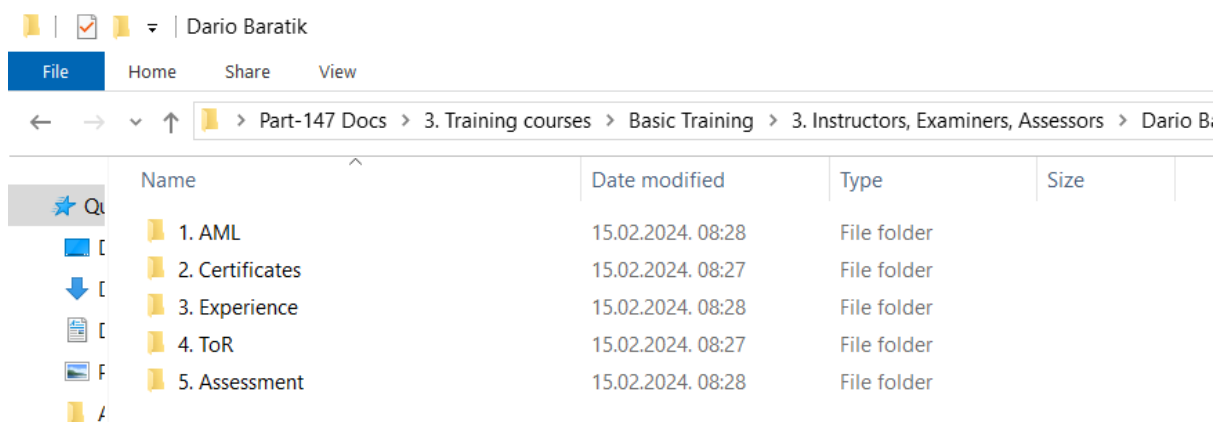 Dario Baratik
File Home Share View
Part-147 Docs > 3. Training courses > Basic Training > 3. Instructors, Examiners, Assessors > Dario
Name Date modified Type Size
1. AML 15.02.2024. 08:28 File folder
2. Certificates 15.02.2024. 08:27 File folder
3. Experience 15.02.2024. 08:28 File folder
4. ToR 15.02.2024. 08:27 File folder
5. Assessment 15.02.2024. 08:28 File folder